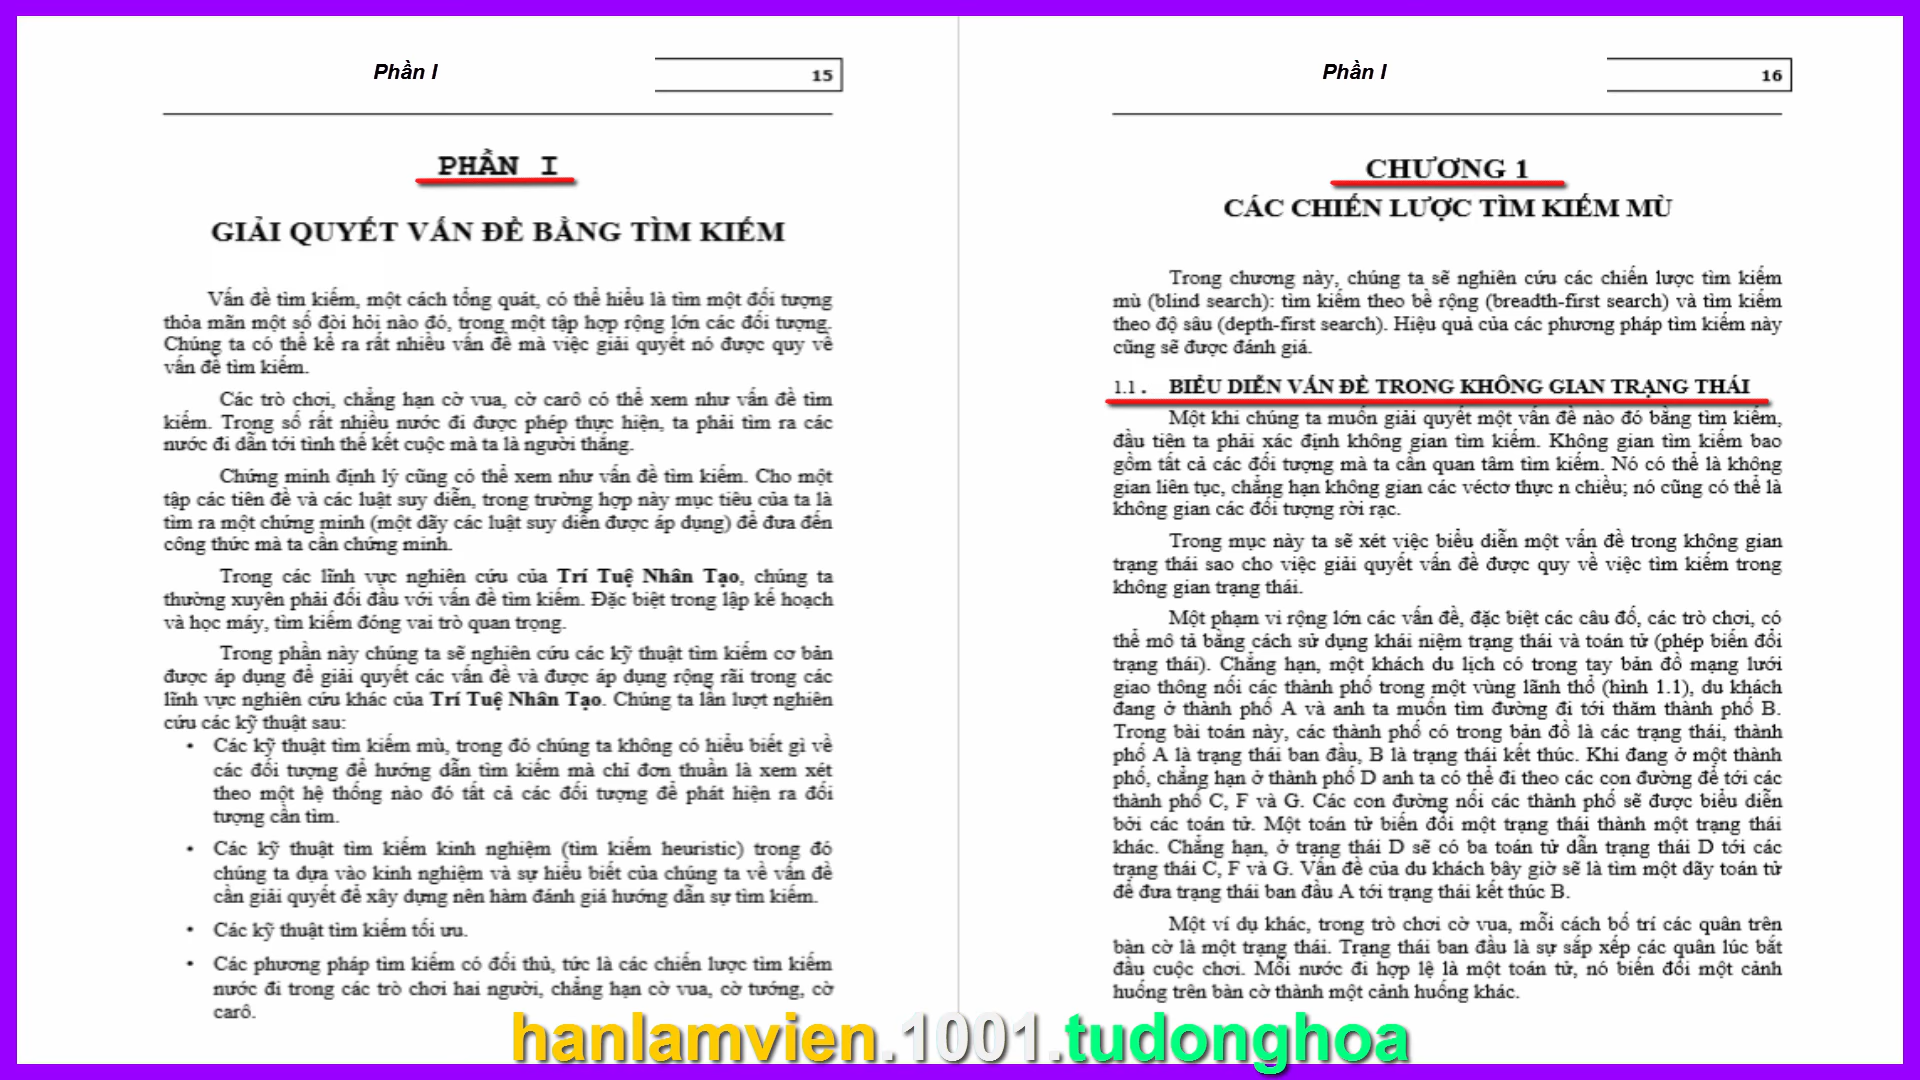 Phần I
15
PHẦN I
GIẢI QUYẾT VẤN ĐỀ BẰNG TÌM KIẾM
Vấn đề tìm kiếm, một cách tổng quát, có thể hiểu là tìm một đối tượng
thỏa mãn một số đòi hỏi nào đó, trong một tập hợp rộng lớn các đối tượng.
Chúng ta có thể kể ra rất nhiều vấn đề mà việc giải quyết nó được quy về
vấn đề tìm kiếm.
Các trò chơi, chẳng hạn cờ vua, cờ carô có thể xem như vấn đề tìm
kiếm. Trong số rất nhiều nước đi được phép thực hiện, ta phải tìm ra các
nước đi dẫn tới tình thế kết cuộc mà ta là người thắng.
Chứng minh định lý cũng có thể xem như vấn đề tìm kiếm. Cho một
tập các tiên đề và các luật suy diễn, trong trường hợp này mục tiêu của ta là
tìm ra một chứng minh (một dãy các luật suy diễn được áp dụng) để đưa đến
công thức mà ta cần chứng minh.
Trong các lĩnh vực nghiên cứu của Trí Tuệ Nhân Tạo, chúng ta
thường xuyên phải đối đầu với vấn đề tìm kiếm. Đặc biệt trong lập kế hoạch
và học máy, tìm kiếm đóng vai trò quan trọng.
Trong phần này chúng ta sẽ nghiên cứu các kỹ thuật tìm kiếm cơ bản
được áp dụng để giải quyết các vấn đề và được áp dụng rộng rãi trong các
lĩnh vực nghiên cứu khác của Trí Tuệ Nhân Tạo. Chúng ta lần lượt nghiên
cứu các kỹ thuật sau:
• Các kỹ thuật tìm kiếm mù, trong đó chúng ta không có hiểu biết gì về
các đối tượng để hướng dẫn tìm kiếm mà chỉ đơn thuần là xem xét
theo một hệ thống nào đó tất cả các đối tượng để phát hiện ra đối
tượng cần tìm.
• Các kỹ thuật tìm kiếm kinh nghiệm (tìm kiếm heuristic) trong đó
chúng ta dựa vào kinh nghiệm và sự hiểu biết của chúng ta về vấn đề
cần giải quyết để xây dựng nên hàm đánh giá hướng dẫn sự tìm kiếm.
• Các kỹ thuật tìm kiếm tối ưu.
• Các phương pháp tìm kiếm có đối thủ, tức là các chiến lược tìm kiếm
nước đi trong các trò chơi hai người, chẳng hạn cờ vua, cờ tướng, cờ
carô.
Phần I
16
CHƯƠNG 1
CÁC CHIẾN LƯỢC TÌM KIẾM MÙ
Trong chương này, chúng ta sẽ nghiên cứu các chiến lược tìm kiếm
mù (blind search): tìm kiếm theo bề rộng (breadth-first search) và tìm kiếm
theo độ sâu (depth-first search). Hiệu quả của các phương pháp tìm kiếm này
cũng sẽ được đánh giá.
1.1. BIỂU DIỄN VẤN ĐỀ TRONG KHÔNG GIAN TRẠNG THÁI
Một khi chúng ta muốn giải quyết một vấn đề nào đó bằng tìm kiếm,
đầu tiên ta phải xác định không gian tìm kiếm. Không gian tìm kiếm bao
gồm tất cả các đối tượng mà ta cần quan tâm tìm kiếm. Nó có thể là không
gian liên tục, chẳng hạn không gian các véctơ thực n chiều; nó cũng có thể là
không gian các đối tượng rời rạc.
Trong mục này ta sẽ xét việc biểu diễn một vấn đề trong không gian
trạng thái sao cho việc giải quyết vấn đề được quy về việc tìm kiếm trong
không gian trạng thái.
Một phạm vi rộng lớn các vấn đề, đặc biệt các câu đố, các trò chơi, có
thể mô tả bằng cách sử dụng khái niệm trạng thái và toán tử (phép biến đổi
trạng thái). Chẳng hạn, một khách du lịch có trong tay bản đồ mạng lưới
giao thông nối các thành phố trong một vùng lãnh thổ (hình 1.1), du khách
đang ở thành phố A và anh ta muốn tìm đường đi tới thăm thành phố B.
Trong bài toán này, các thành phố có trong bản đồ là các trạng thái, thành
phố A là trạng thái ban đầu, B là trạng thái kết thúc. Khi đang ở một thành
phố, chẳng hạn ở thành phố D anh ta có thể đi theo các con đường để tới các
thành phố C, F và G. Các con đường nối các thành phố sẽ được biểu diễn
bởi các toán tử. Một toán tử biến đổi một trạng thái thành một trạng thái
khác. Chẳng hạn, ở trạng thái D sẽ có ba toán tử dẫn trạng thái D tới các
trạng thái C, F và G. Vấn đề của du khách bây giờ sẽ là tìm một dãy toán tử
để đưa trạng thái ban đầu A tới trạng thái kết thúc B.
Một ví dụ khác, trong trò chơi cờ vua, mỗi cách bố trí các quân trên
bàn cờ là một trạng thái. Trạng thái ban đầu là sự sắp xếp các quân lúc bắt
đầu cuộc chơi. Mỗi nước đi hợp lệ là một toán tử, nó biến đổi một cảnh
huống trên bàn cờ thành một cảnh huống khác.
hanlamvien.1001.tudonghoa